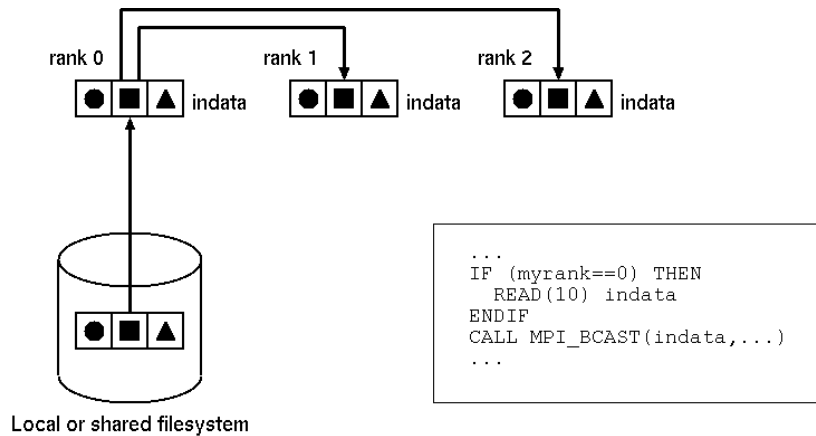 rank 0
rank 1
rank 2
indata
indata
indata
...
IF (myrank==0) THEN
  READ(10) indata
ENDIF
CALL MPI_BCAST(indata,...)
...
Local or shared filesystem